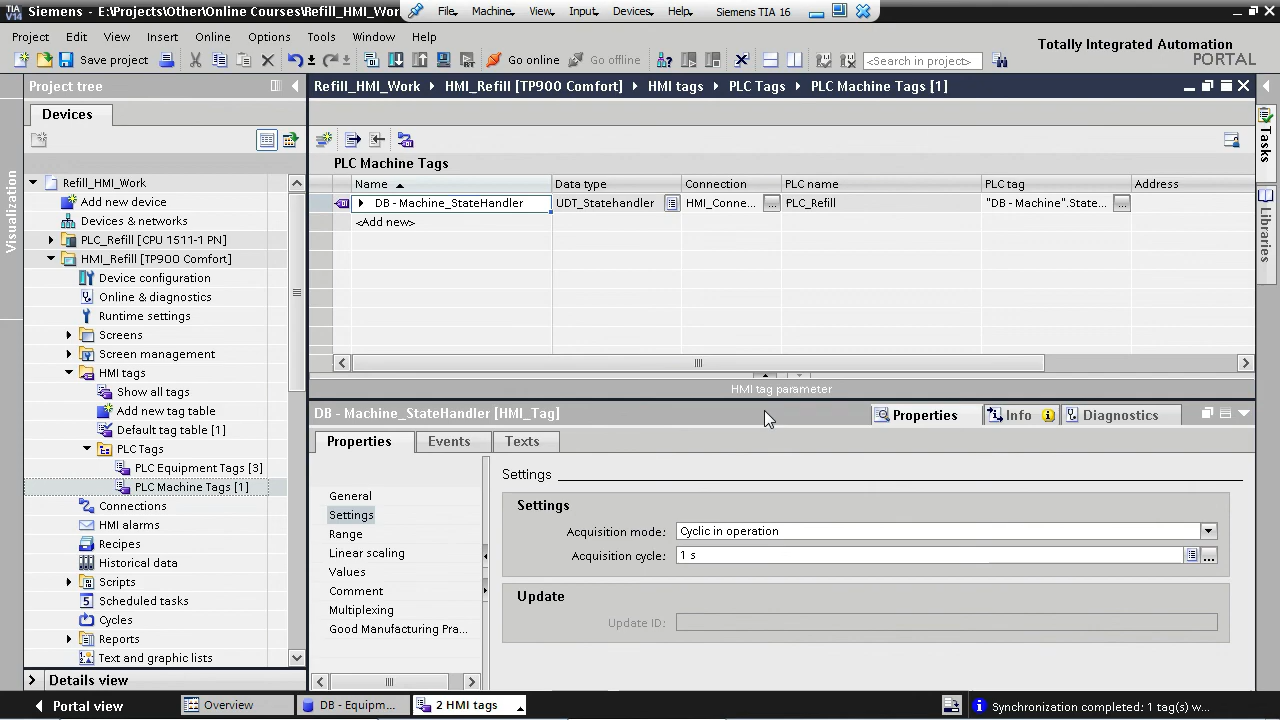 Siemens - E:\Projects\Other\Online Courses\Refill_HMI_Wor
File Machine View Input Devices Help Siemens TIA 16
TIA
V14
Project Edit View Insert Online Options Tools Window Help
Totally Integrated Automation
PORTAL
Save project Go online Go offline <Search in project>
Project tree
Refill_HMI_Work HMI_Refill [TP900 Comfort] HMI tags PLC Tags PLC Machine Tags [1]
Devices
Visualization
Tasks
Libraries
PLC Machine Tags
Name Data type Connection PLC name PLC tag Address
DB - Machine_StateHandler UDT_Statehandler HMI_Conne... PLC_Refill "DB - Machine".State...
<Add new>
Refill_HMI_Work
Add new device
Devices & networks
PLC_Refill [CPU 1511-1 PN]
HMI_Refill [TP900 Comfort]
Device configuration
Online & diagnostics
Runtime settings
Screens
Screen management
HMI tags
Show all tags
Add new tag table
Default tag table [1]
PLC Tags
PLC Equipment Tags [3]
PLC Machine Tags [1]
Connections
HMI alarms
Recipes
Historical data
Scripts
Scheduled tasks
Cycles
Reports
Text and graphic lists
HMI tag parameter
DB - Machine_StateHandler [HMI_Tag]
Properties Info Diagnostics
Properties Events Texts
General
Settings
Range
Linear scaling
Values
Comment
Multiplexing
Good Manufacturing Pra...
Settings
Settings
Acquisition mode: Cyclic in operation
Acquisition cycle: 1 s
Update
Update ID:
Details view
Portal view Overview DB - Equipm... 2 HMI tags Synchronization completed: 1 tag(s) w...